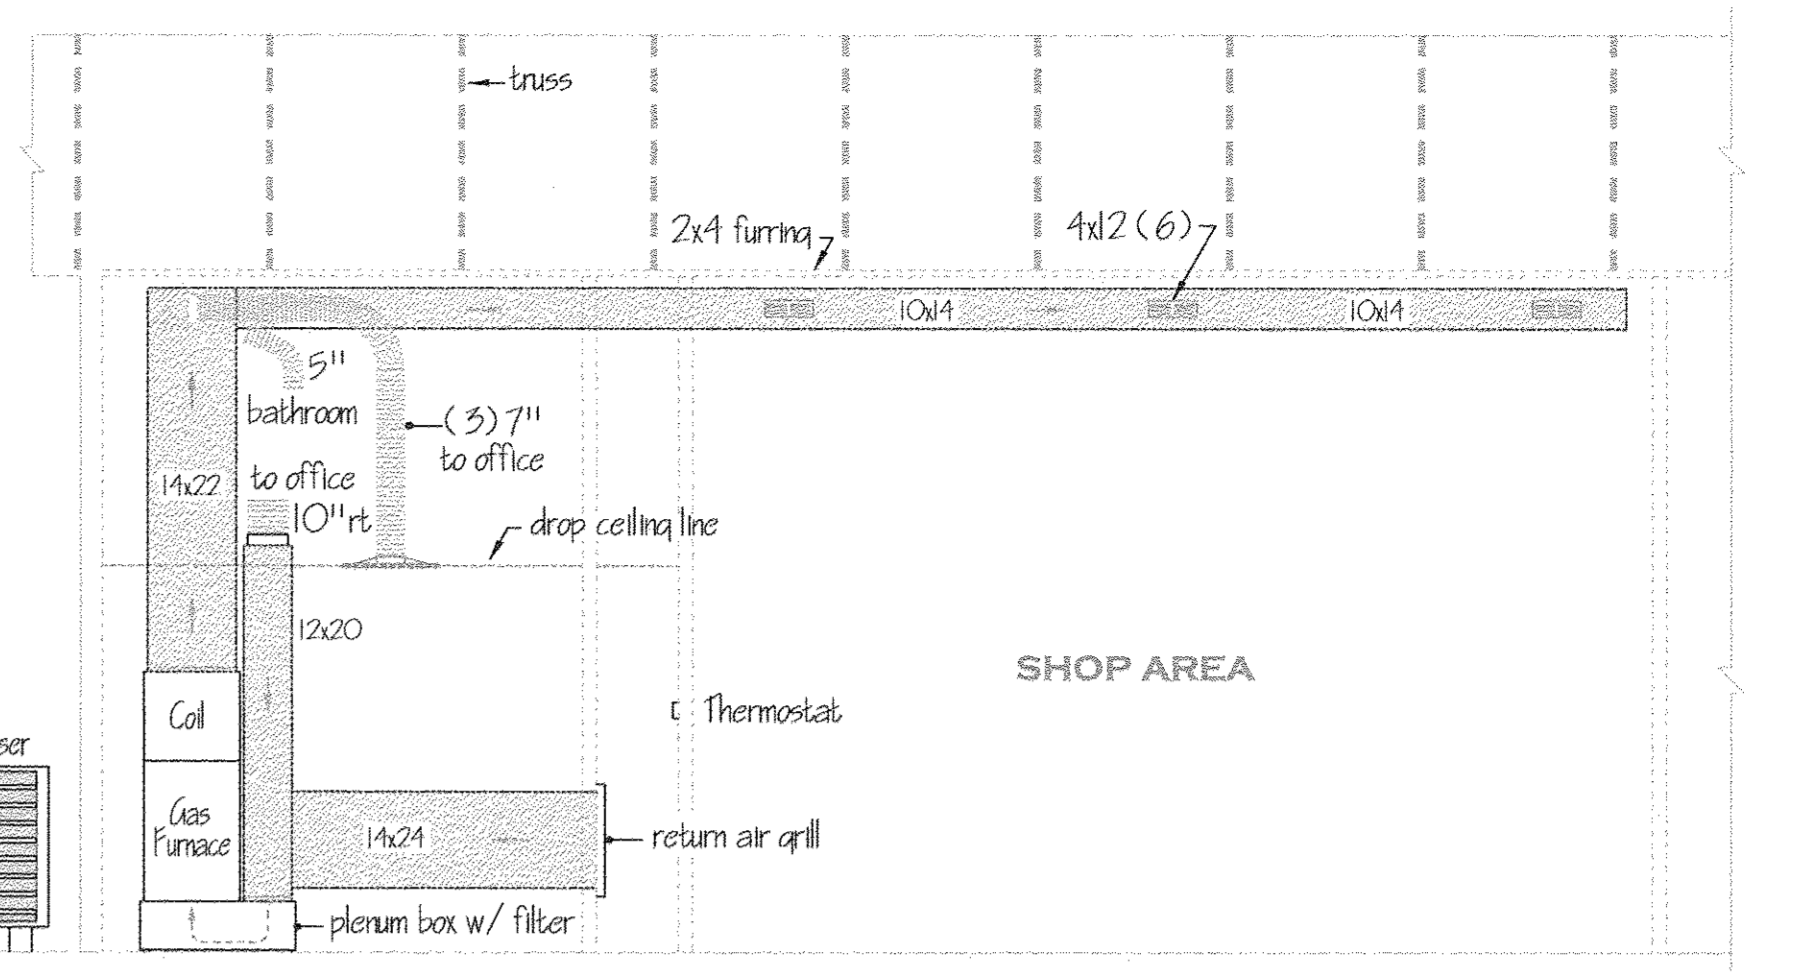 truss
2x4 furring
4x12 (6)
10x14
10x14
5"
bathroom
(3) 7"
to office
to office
14x22
10" rt
drop ceiling line
12x20
SHOP AREA
Coil
Thermostat
ser
Gas
Furnace
14x24
return air grill
plenum box w/ filter